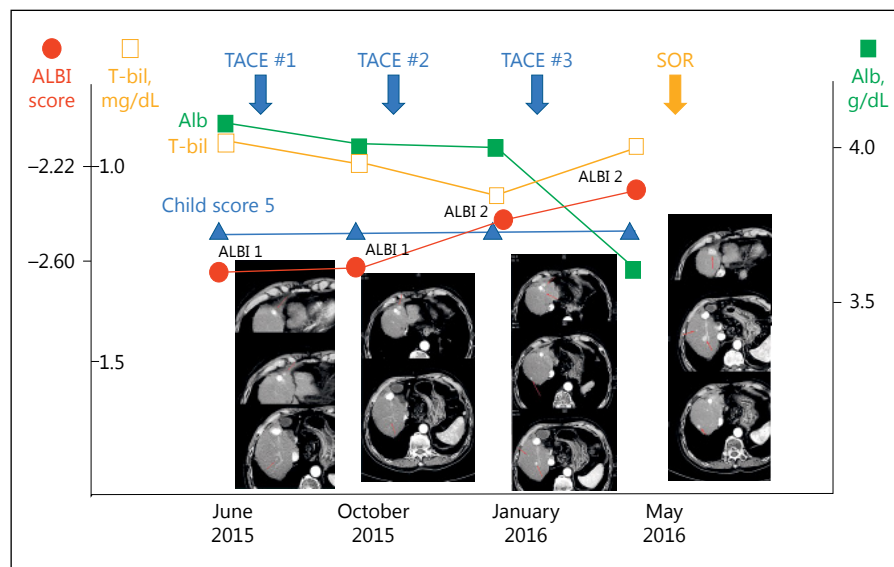 TACE #1
TACE #2
TACE #3
SOR
ALBI
score
T-bil,
mg/dL
Alb,
g/dL
Alb
T-bil
4.0
–2.22
1.0
ALBI 2
Child score 5
ALBI 2
ALBI 1
ALBI 1
–2.60
3.5
1.5
June
2015
October
2015
January
2016
May
2016